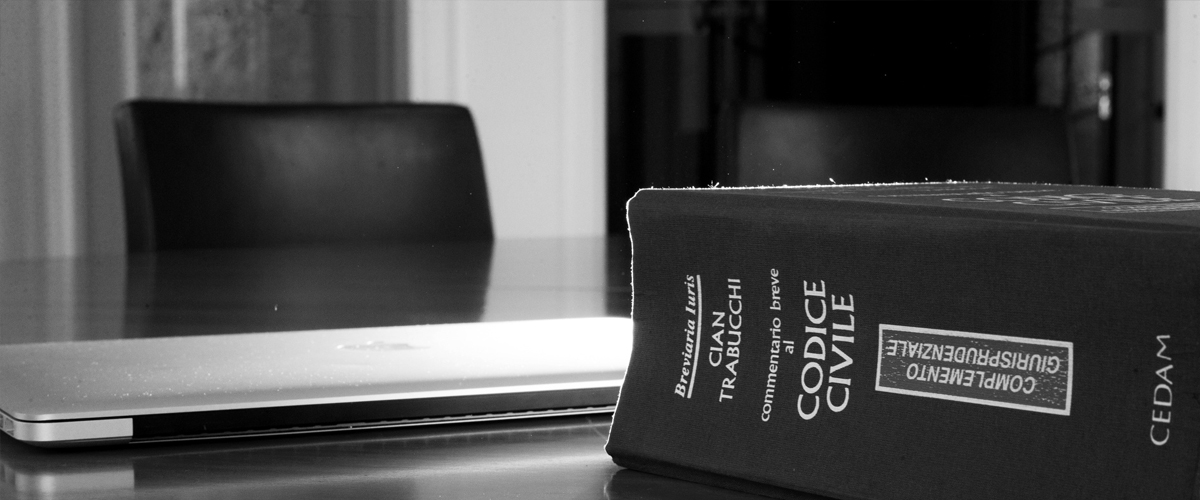 Breviaria Iuris
CIAN
TRABUCCHI
commentario breve
al
CODICE
CIVILE
COMPLEMENTO
GIURISPRUDENZIALE
CEDAM